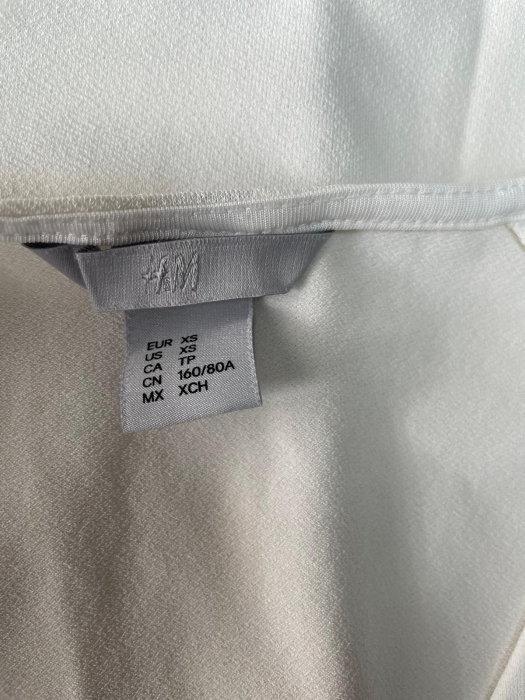 H&M
EUR XS
US XS
CA TP
CN 160/80A
MX XCH